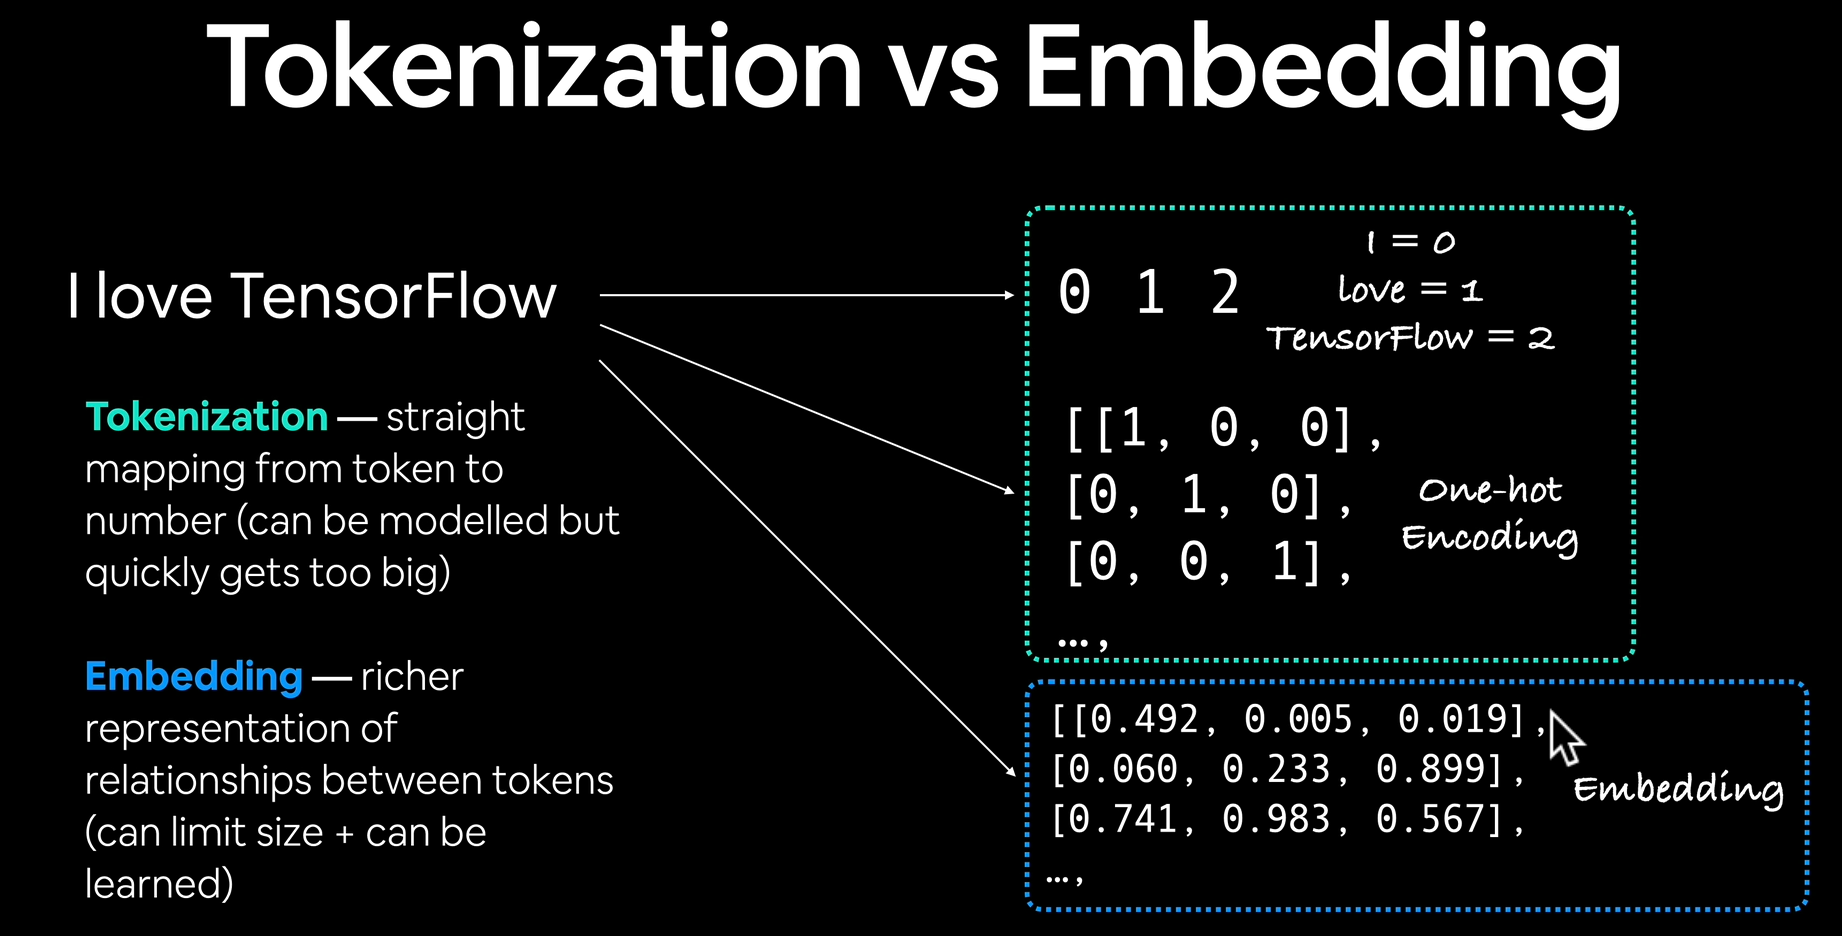 Tokenization vs Embedding
I love TensorFlow
Tokenization — straight
mapping from token to
number (can be modelled but
quickly gets too big)
Embedding — richer
representation of
relationships between tokens
(can limit size + can be
learned)
0 1 2
I = 0
love = 1
TensorFlow = 2
[[1, 0, 0],
[0, 1, 0],
[0, 0, 1],
…,
One-hot
Encoding
[[0.492, 0.005, 0.019],
[0.060, 0.233, 0.899],
[0.741, 0.983, 0.567],
…,
Embedding